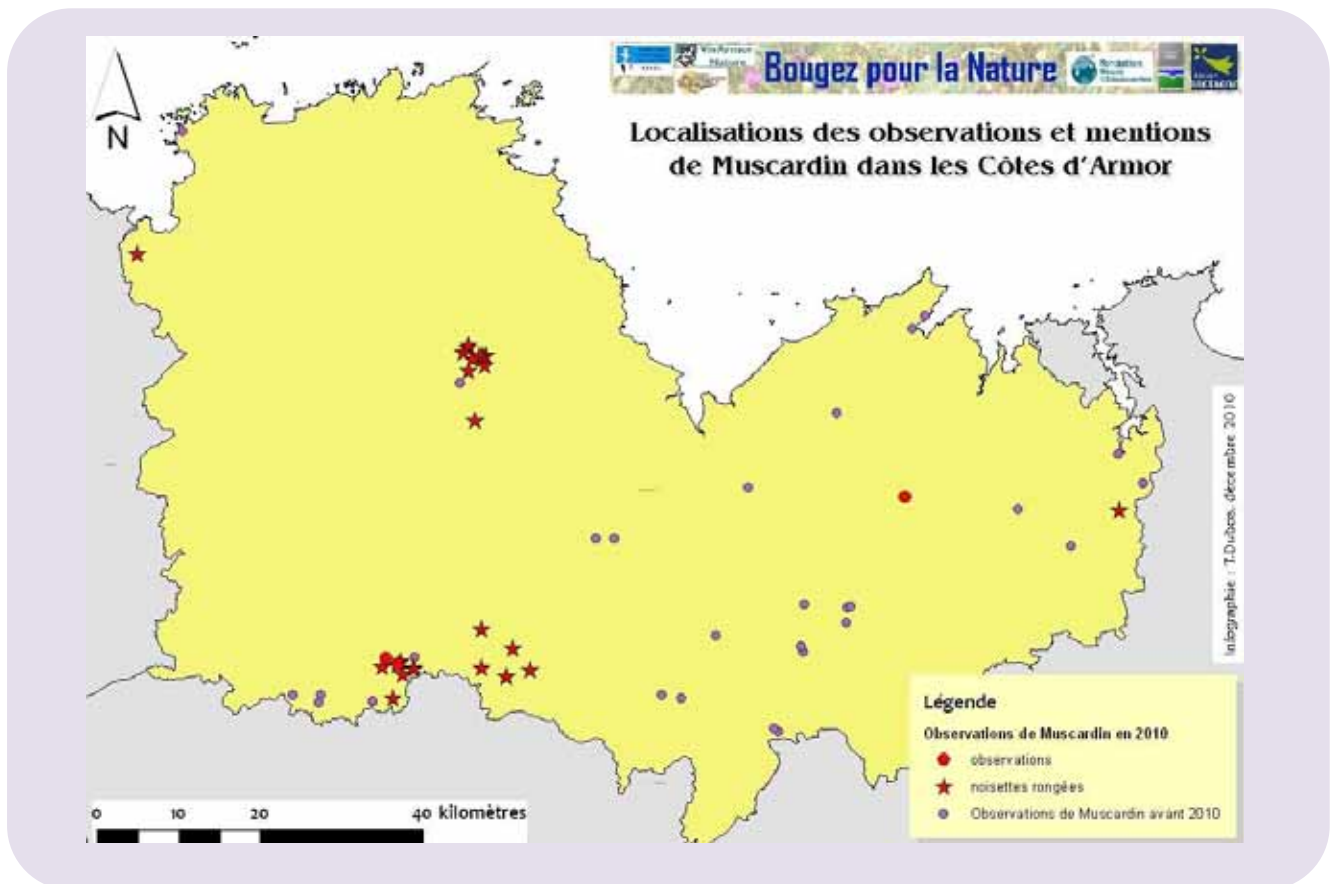 Bougez pour la Nature
Localisations des observations et mentions
de Muscardin dans les Côtes d'Armor
N
Infographie : T.Dubos, décembre 2010
Légende
Observations de Muscardin en 2010
observations
noisettes rongées
Observations de Muscardin avant 2010
0 10 20 40 kilomètres